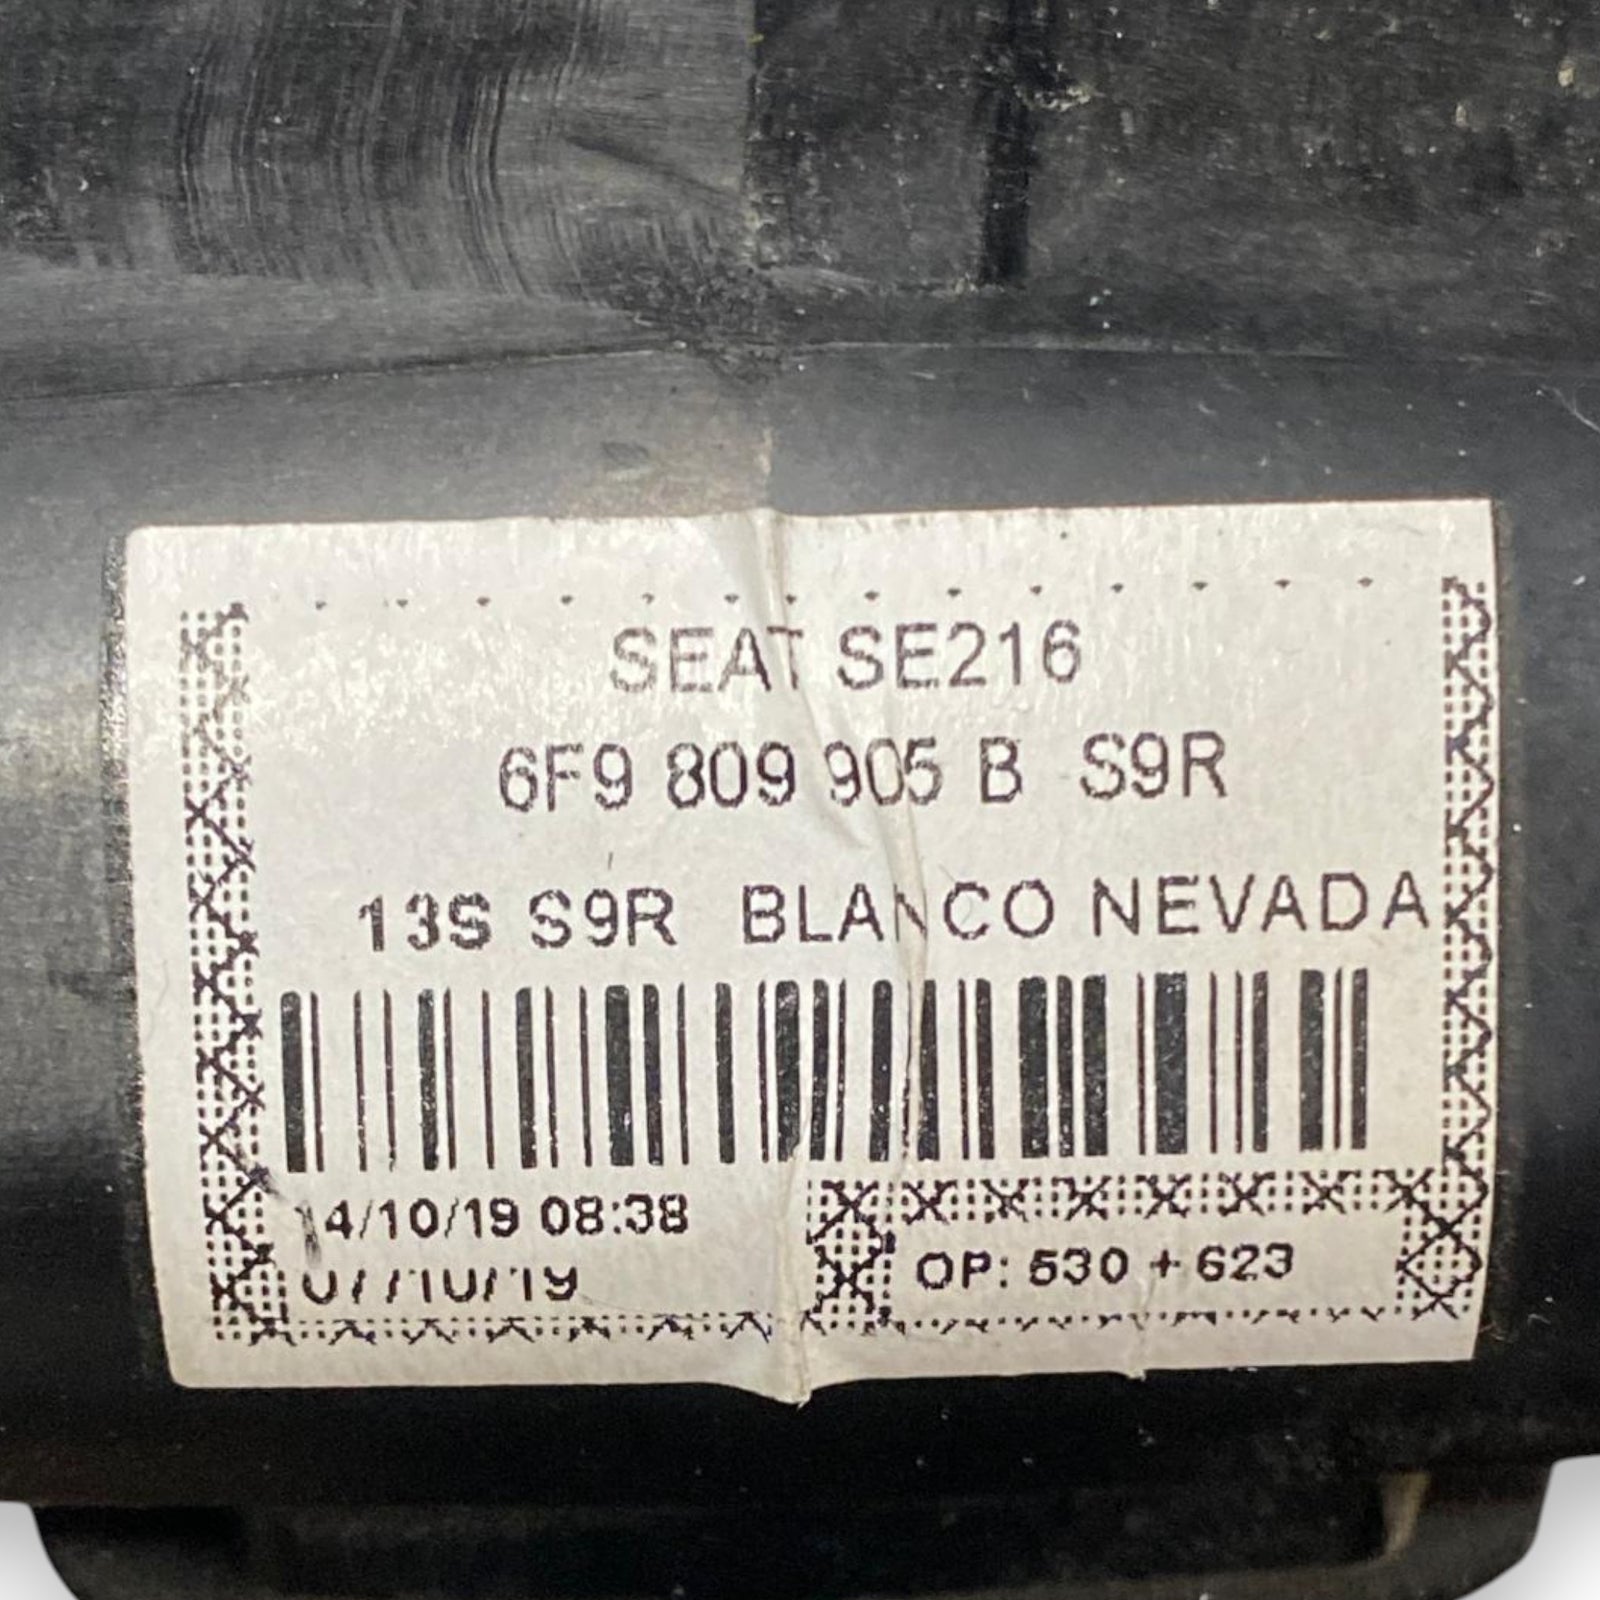 SEAT SE216
6F9 809 905 B S9R
13S S9R BLANCO NEVADA
14/10/19 08:38
07/10/19
OP: 530 + 623